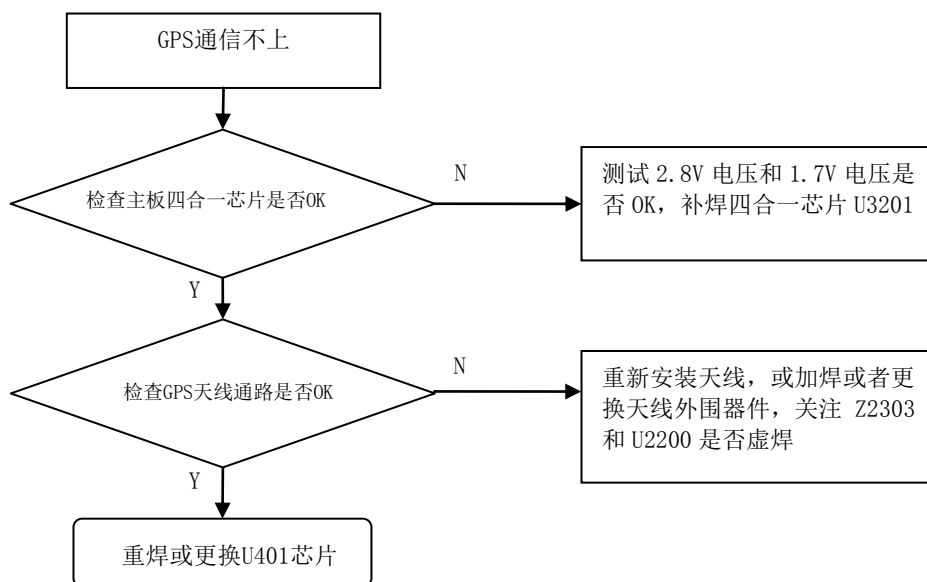 GPS通信不上
检查主板四合一芯片是否OK
N
测试 2.8V 电压和 1.7V 电压是
否 OK，补焊四合一芯片 U3201
Y
检查GPS天线通路是否OK
N
重新安装天线，或加焊或者更
换天线外围器件，关注 Z2303
和 U2200 是否虚焊
Y
重焊或更换U401芯片